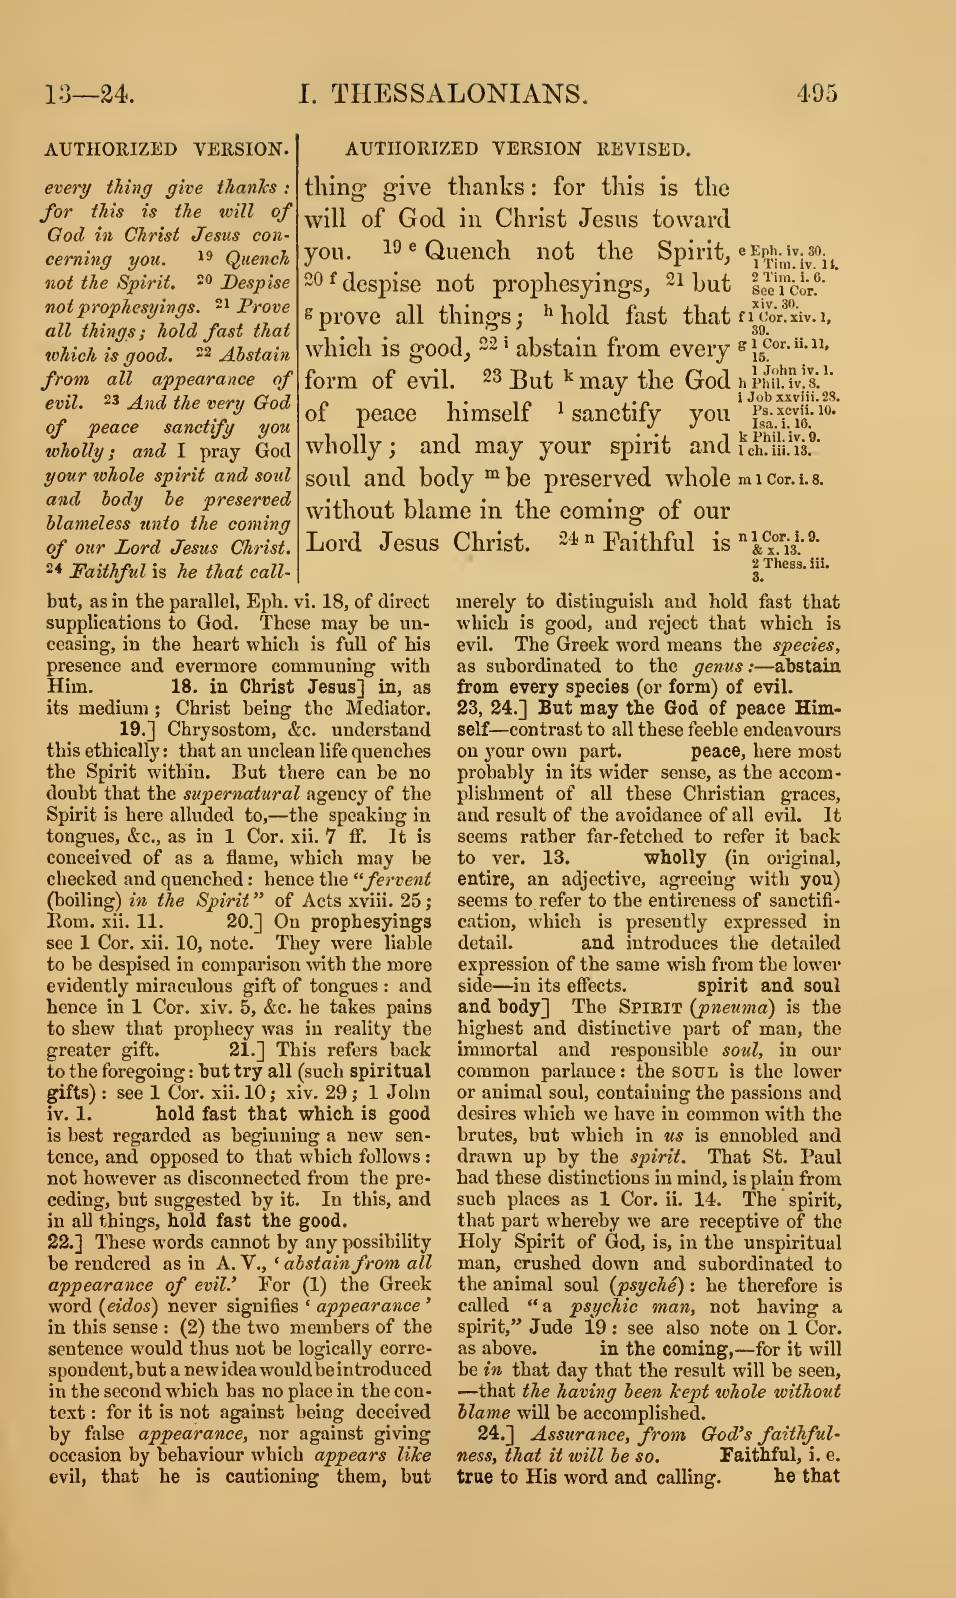 13—24. I. THESSALONIANS. 495
AUTHORIZED VERSION.
every thing give thanks :
for this is the will of
God in Christ Jesus con-
cerning you. 19 Quench
not the Spirit. 20 Despise
not prophesyings. 21 Prove
all things; hold fast that
which is good. 22 Abstain
from all appearance of
evil. 23 And the very God
of peace sanctify you
wholly; and I pray God
your whole spirit and soul
and body be preserved
blameless unto the coming
of our Lord Jesus Christ.
24 Faithful is he that call-
AUTHORIZED VERSION REVISED.
thing give thanks: for this is the
will of God in Christ Jesus toward
you. 19 e Quench not the Spirit,
20 f despise not prophesyings, 21 but
g prove all things; h hold fast that
which is good, 22 i abstain from every
form of evil. 23 But k may the God
of peace himself l sanctify you
wholly; and may your spirit and
soul and body m be preserved whole
without blame in the coming of our
Lord Jesus Christ. 24 n Faithful is
e Eph. iv. 30.
1 Tim. iv. 14.
2 Tim. i. 6.
See 1 Cor.
xiv. 30.
f 1 Cor. xiv. 1,
39.
g 1 Cor. ii. 11,
15.
1 John iv. 1.
h Phil. iv. 8.
i Job xxviii. 28.
Ps. xcvii. 10.
Isa. i. 16.
k Phil. iv. 9.
l ch. iii. 13.
m 1 Cor. i. 8.
n 1 Cor. i. 9.
& x. 13.
2 Thess. iii.
3.
but, as in the parallel, Eph. vi. 18, of direct
supplications to God. These may be un-
ceasing, in the heart which is full of his
presence and evermore communing with
Him. 18. in Christ Jesus] in, as
its medium; Christ being the Mediator.
19.] Chrysostom, &c. understand
this ethically: that an unclean life quenches
the Spirit within. But there can be no
doubt that the supernatural agency of the
Spirit is here alluded to,—the speaking in
tongues, &c., as in 1 Cor. xii. 7 ff. It is
conceived of as a flame, which may be
checked and quenched: hence the "fervent
(boiling) in the Spirit" of Acts xviii. 25;
Rom. xii. 11. 20.] On prophesyings
see 1 Cor. xii. 10, note. They were liable
to be despised in comparison with the more
evidently miraculous gift of tongues: and
hence in 1 Cor. xiv. 5, &c. he takes pains
to shew that prophecy was in reality the
greater gift. 21.] This refers back
to the foregoing: but try all (such spiritual
gifts): see 1 Cor. xii. 10; xiv. 29; 1 John
iv. 1. hold fast that which is good
is best regarded as beginning a new sen-
tence, and opposed to that which follows:
not however as disconnected from the pre-
ceding, but suggested by it. In this, and
in all things, hold fast the good.
22.] These words cannot by any possibility
be rendered as in A. V., 'abstain from all
appearance of evil.' For (1) the Greek
word (eidos) never signifies 'appearance'
in this sense: (2) the two members of the
sentence would thus not be logically corre-
spondent, but a new idea would be introduced
in the second which has no place in the con-
text: for it is not against being deceived
by false appearance, nor against giving
occasion by behaviour which appears like
evil, that he is cautioning them, but
merely to distinguish and hold fast that
which is good, and reject that which is
evil. The Greek word means the species,
as subordinated to the genus:—abstain
from every species (or form) of evil.
23, 24.] But may the God of peace Him-
self—contrast to all these feeble endeavours
on your own part. peace, here most
probably in its wider sense, as the accom-
plishment of all these Christian graces,
and result of the avoidance of all evil. It
seems rather far-fetched to refer it back
to ver. 13. wholly (in original,
entire, an adjective, agreeing with you)
seems to refer to the entireness of sanctifi-
cation, which is presently expressed in
detail. and introduces the detailed
expression of the same wish from the lower
side—in its effects. spirit and soul
and body] The SPIRIT (pneuma) is the
highest and distinctive part of man, the
immortal and responsible soul, in our
common parlance: the SOUL is the lower
or animal soul, containing the passions and
desires which we have in common with the
brutes, but which in us is ennobled and
drawn up by the spirit. That St. Paul
had these distinctions in mind, is plain from
such places as 1 Cor. ii. 14. The spirit,
that part whereby we are receptive of the
Holy Spirit of God, is, in the unspiritual
man, crushed down and subordinated to
the animal soul (psyché): he therefore is
called "a psychic man, not having a
spirit," Jude 19: see also note on 1 Cor.
as above. in the coming,—for it will
be in that day that the result will be seen,
—that the having been kept whole without
blame will be accomplished.
24.] Assurance, from God's faithful-
ness, that it will be so. Faithful, i. e.
true to His word and calling. he that